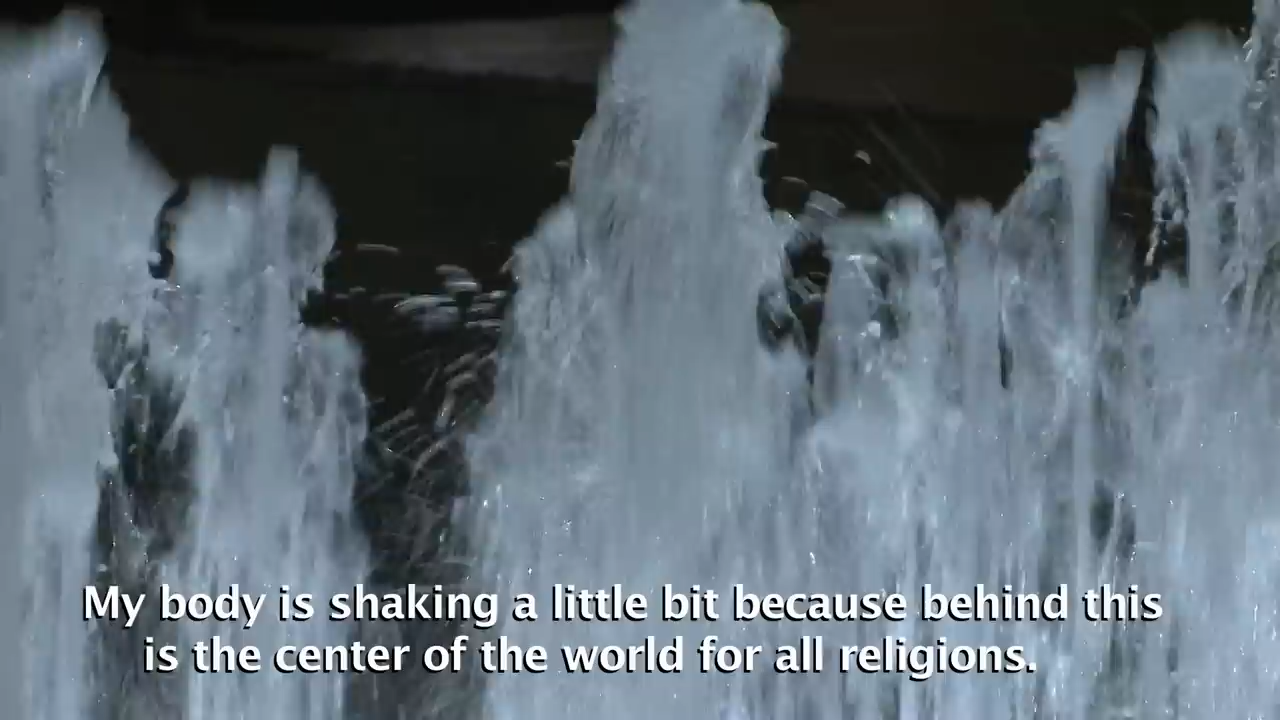 My body is shaking a little bit because behind this
is the center of the world for all religions.